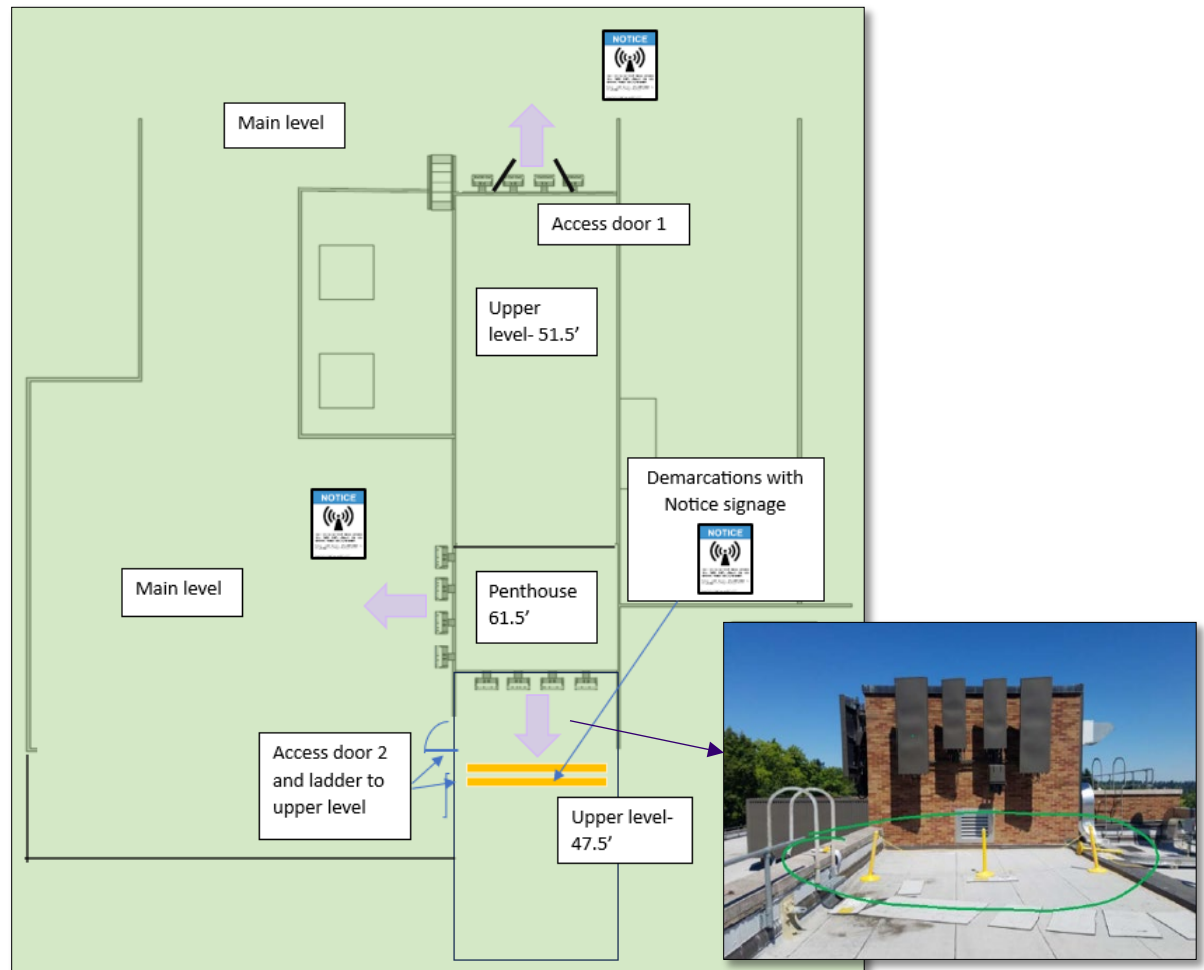 NOTICE
Main level
Access door 1
Upper
level- 51.5’
Demarcations with
Notice signage
NOTICE
NOTICE
Main level
Penthouse
61.5’
Access door 2
and ladder to
upper level
Upper level-
47.5’